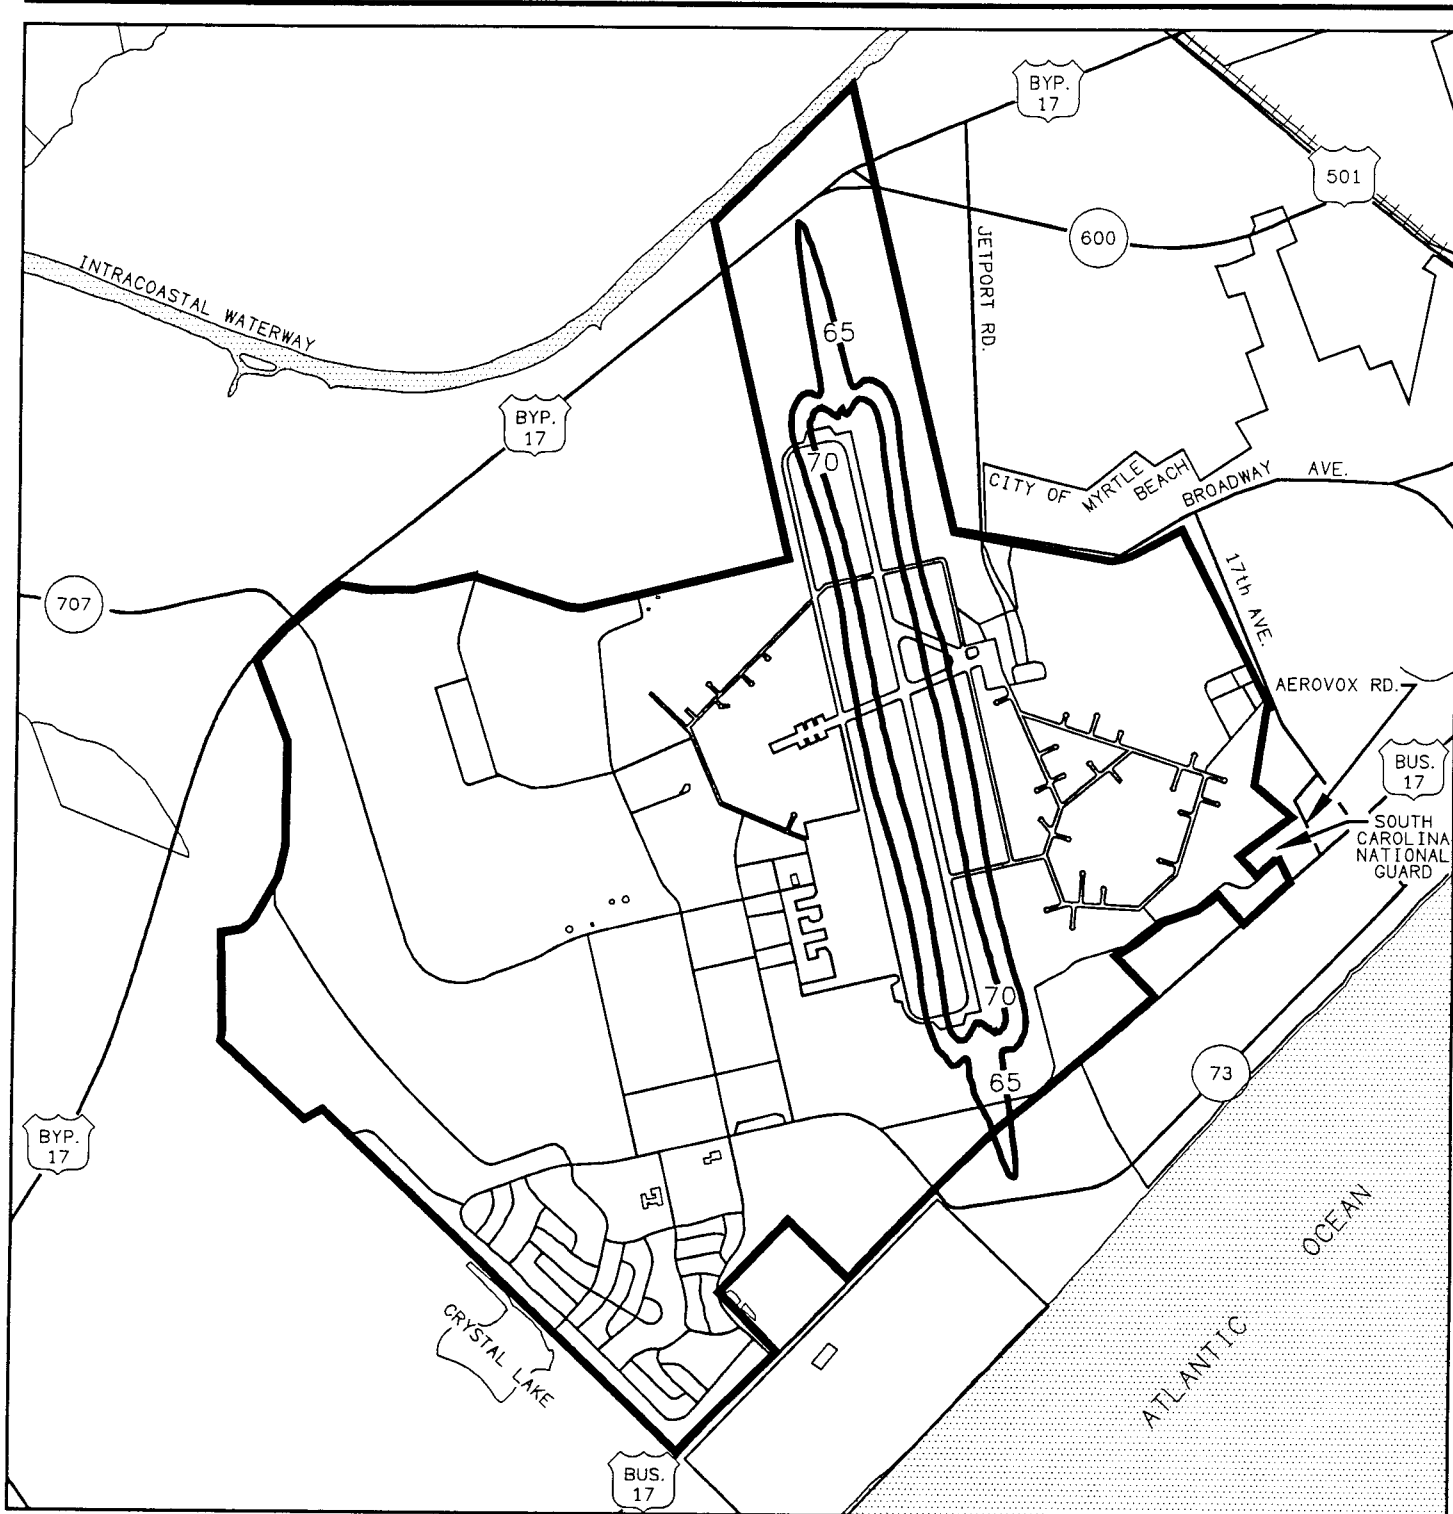 BYP.
17
501
600
INTRACOASTAL WATERWAY
JETPORT RD.
65
BYP.
17
70
CITY OF MYRTLE
BEACH
BROADWAY AVE.
17th AVE.
707
AEROVOX RD.
BUS.
17
SOUTH
CAROLINA
NATIONAL
GUARD
70
65
73
BYP.
17
OCEAN
ATLANTIC
CRYSTAL LAKE
BUS.
17